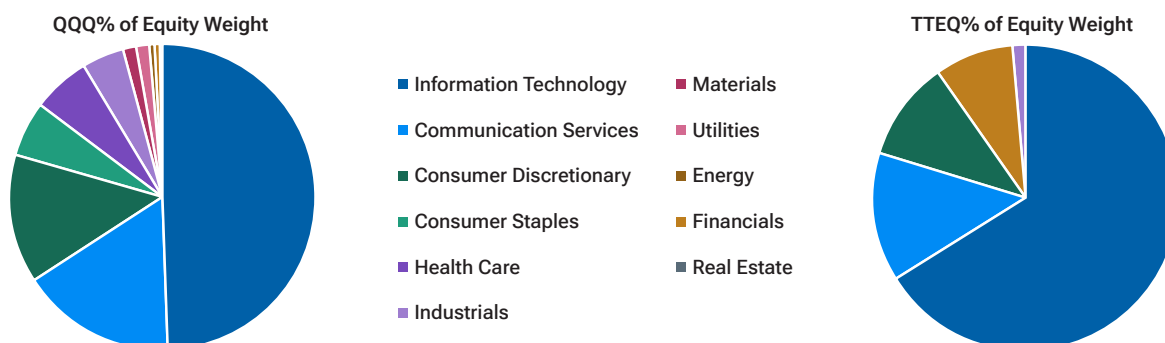 QQQ% of Equity Weight
TTEQ% of Equity Weight
Information Technology
Communication Services
Consumer Discretionary
Consumer Staples
Health Care
Industrials
Materials
Utilities
Energy
Financials
Real Estate